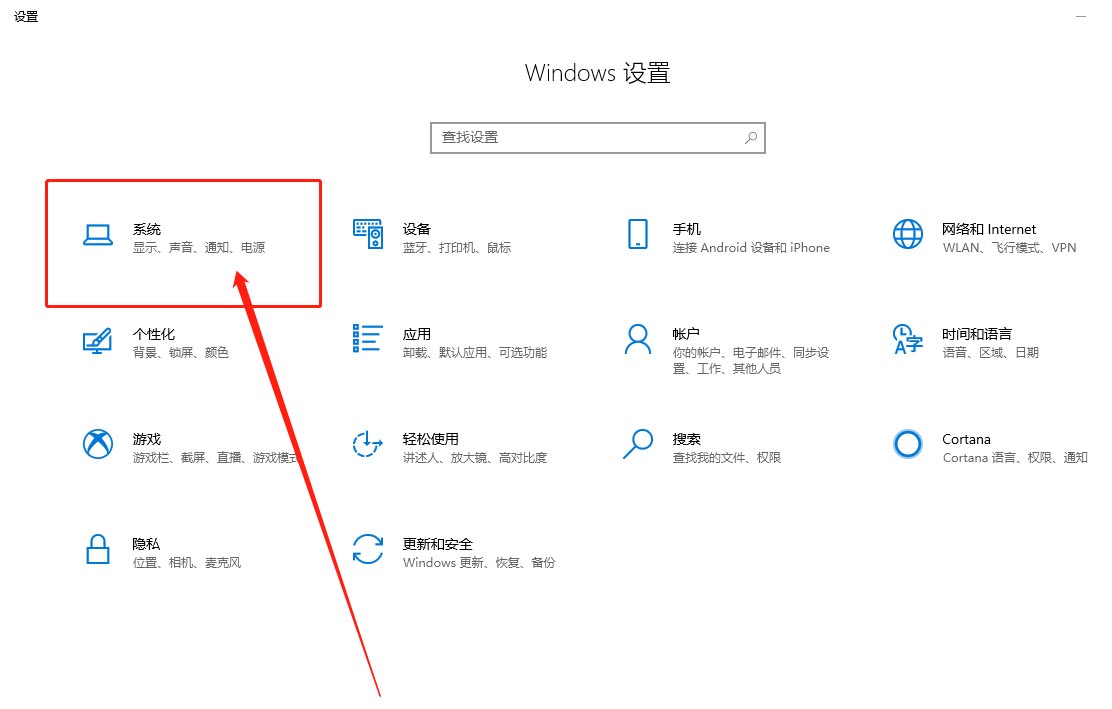 设置
Windows 设置
查找设置
系统
显示、声音、通知、电源
设备
蓝牙、打印机、鼠标
手机
连接 Android 设备和 iPhone
网络和 Internet
WLAN、飞行模式、VPN
个性化
背景、锁屏、颜色
应用
卸载、默认应用、可选功能
帐户
你的帐户、电子邮件、同步设
置、工作、其他人员
时间和语言
语音、区域、日期
游戏
游戏栏、截屏、直播、游戏模式
轻松使用
讲述人、放大镜、高对比度
搜索
查找我的文件、权限
Cortana
Cortana 语言、权限、通知
隐私
位置、相机、麦克风
更新和安全
Windows 更新、恢复、备份